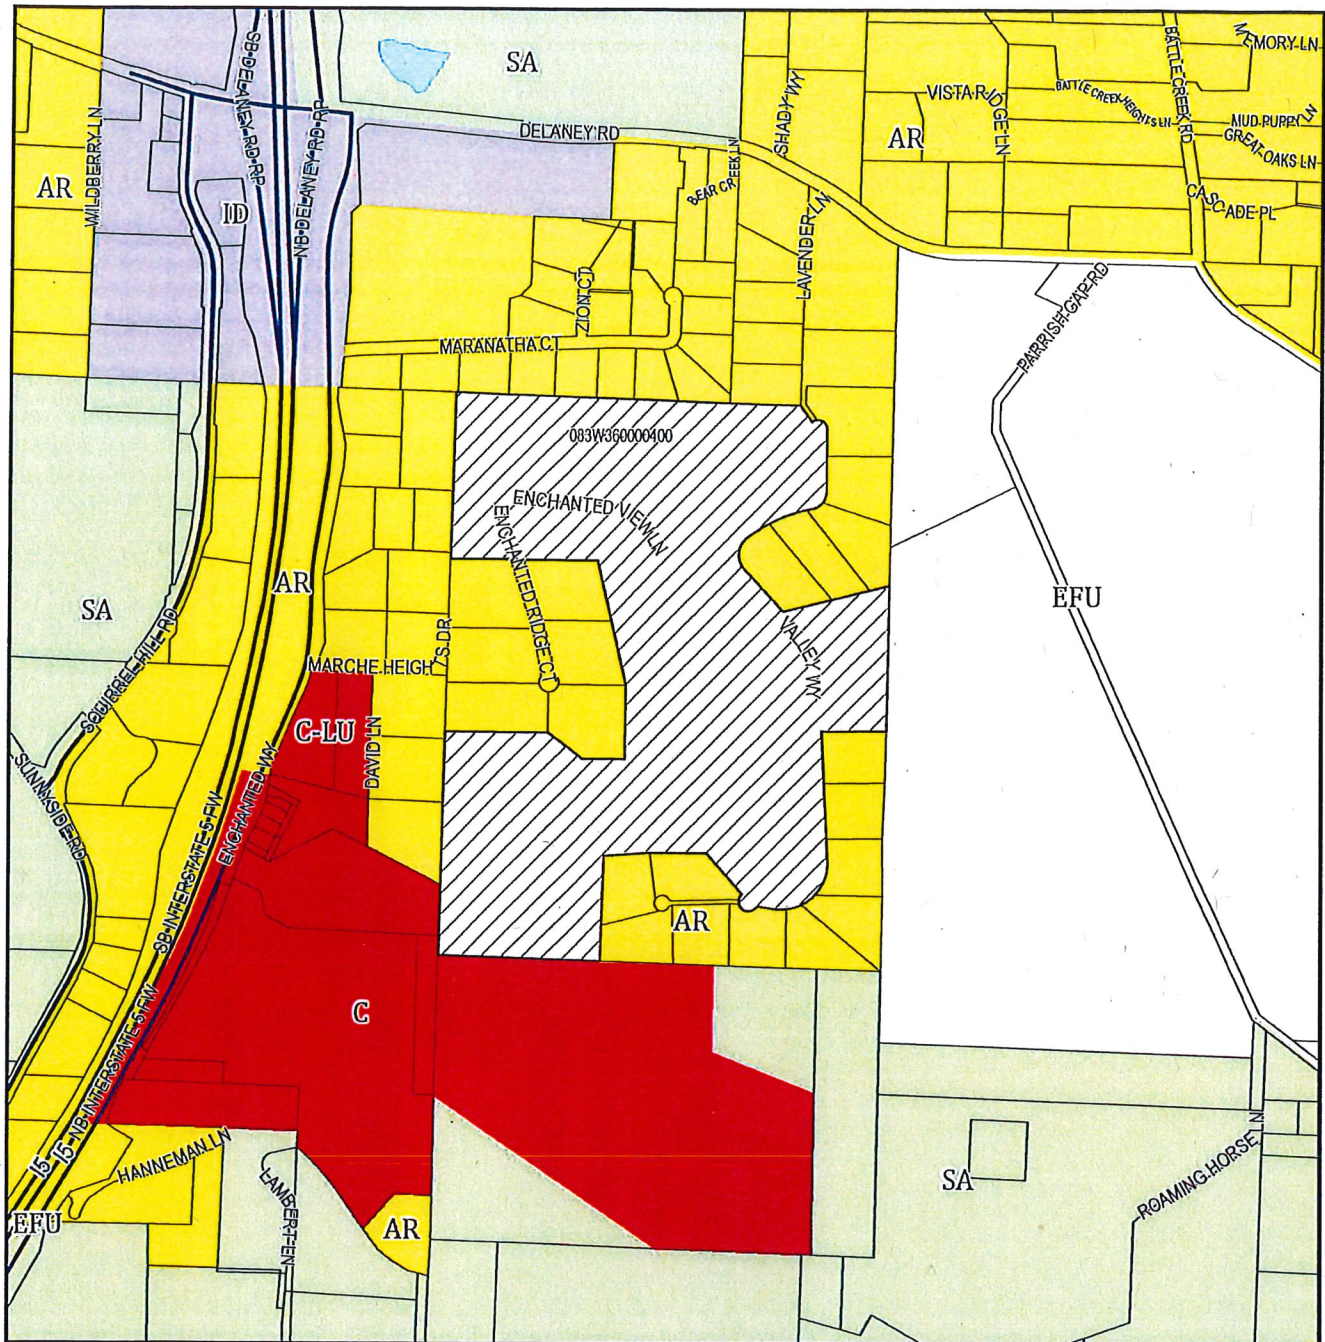 SA
MEMORY LN
BATTLE CREEK RD
SB DELANEY RD RP
NB DELANEY RD RP
SHADY WY
VISTA RIDGE LN
BATTLE CREEK HEIGHTS LN
MUD PUPPY LN
GREAT OAKS LN
DELANEY RD
AR
WILDBERRY LN
AR
BEAR CREEK LN
CASCADE PL
ID
LAVENDER LN
ZION CT
PARRISH GAP RD
MARANATHA CT
083W360000400
ENCHANTED VIEW LN
ENCHANTED RIDGE CT
AR
SA
EFU
VALLEY WY
SQUIRREL HILL RD
MARCHE HEIGHTS DR
C-LU
DAVID LN
SUNNYSIDE RD
ENCHANTED WY
SB INTERSTATE 5 FW
AR
C
I5 NB INTERSTATE 5 FW
I5
HANNEMAN LN
LAMBERT LN
SA
ROAMING HORSE LN
EFU
AR